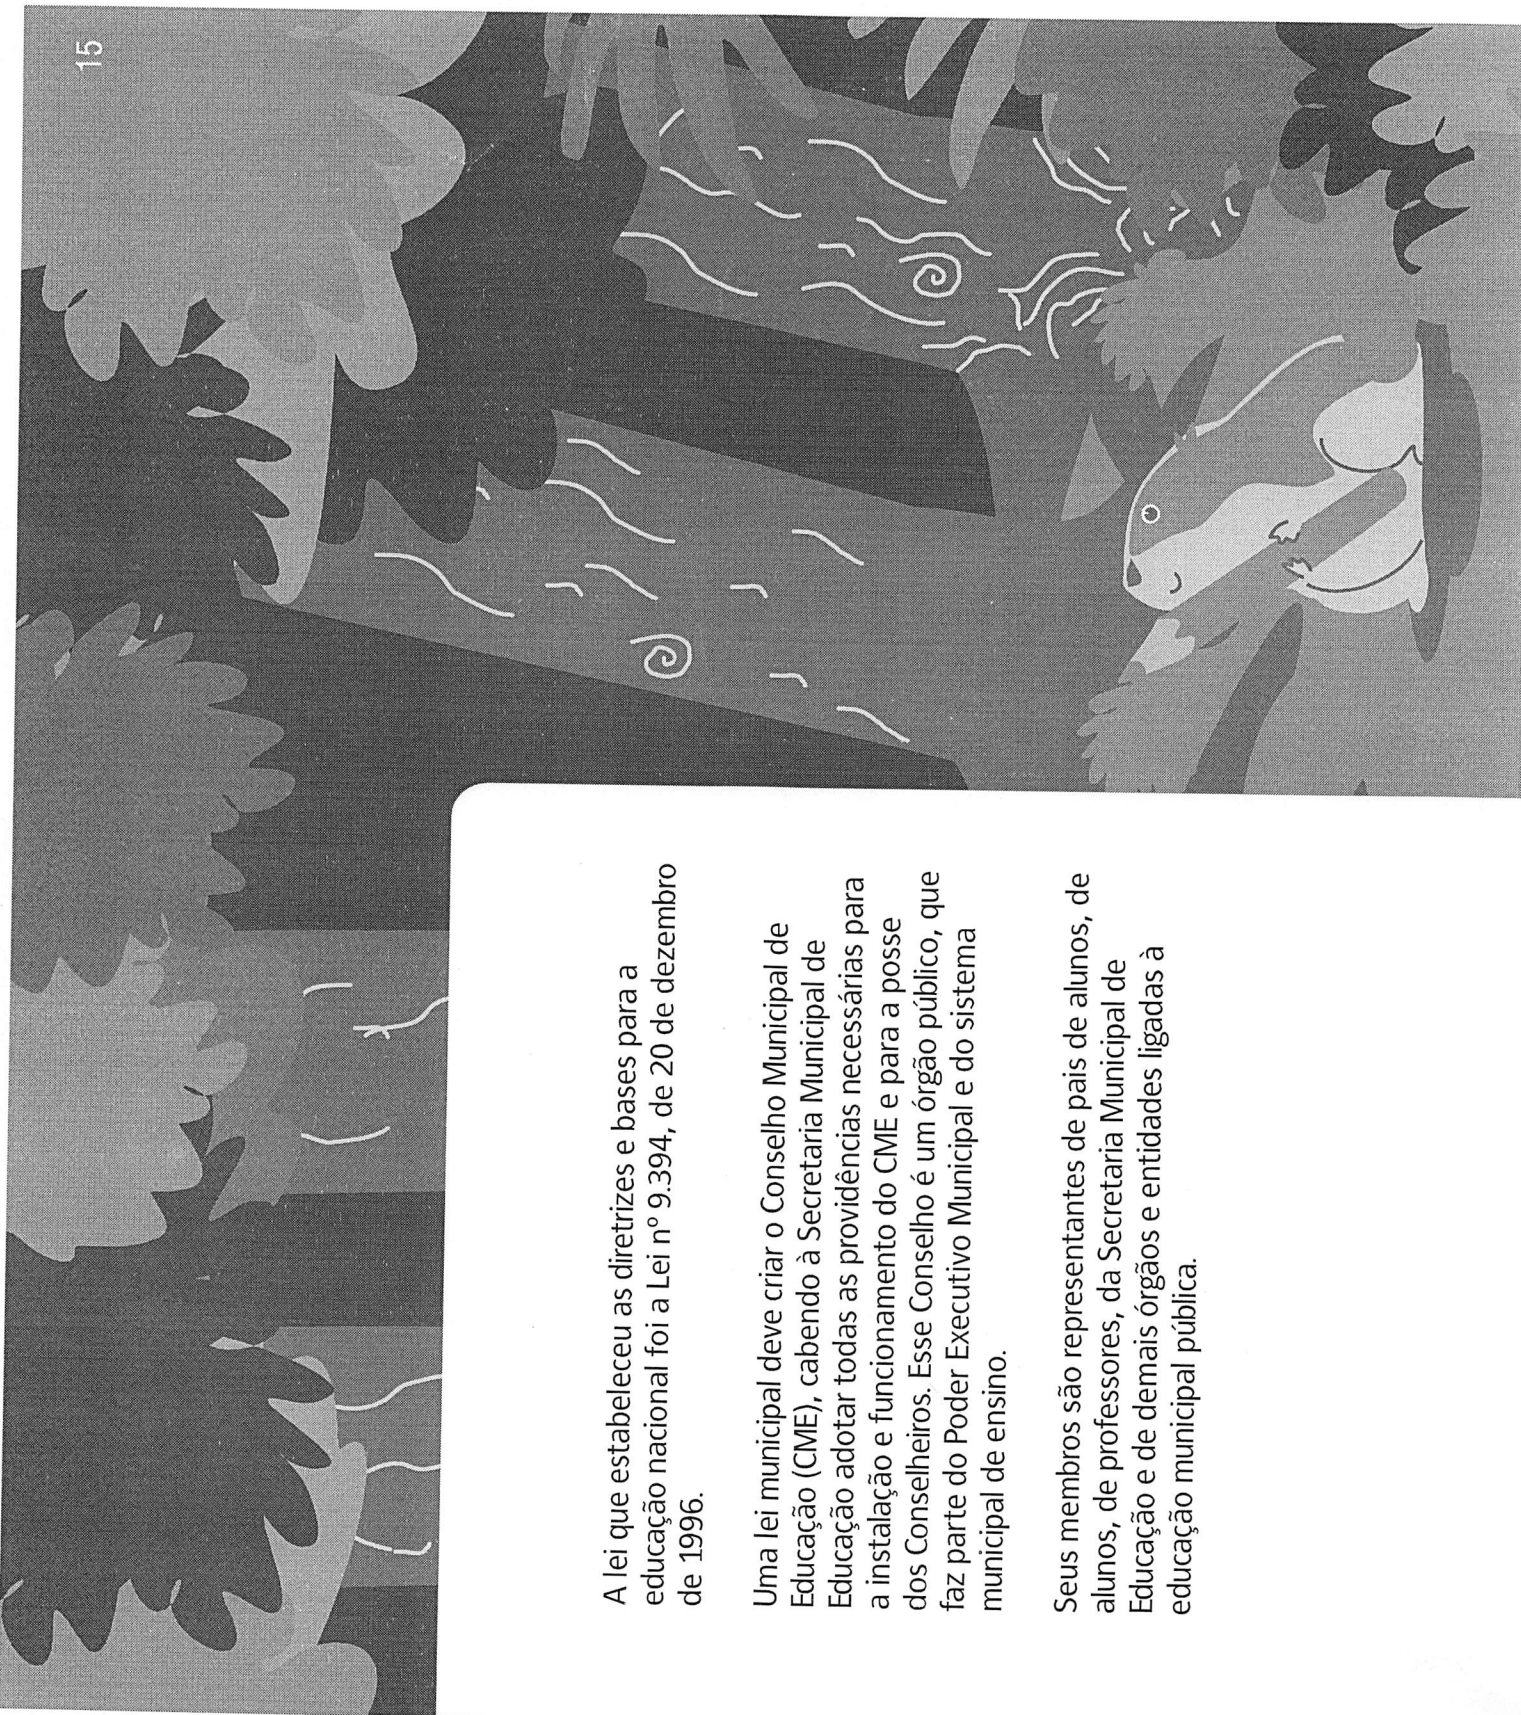 A lei que estabeleceu as diretrizes e bases para a
educação nacional foi a Lei nº 9.394, de 20 de dezembro
de 1996.
Uma lei municipal deve criar o Conselho Municipal de
Educação (CME), cabendo à Secretaria Municipal de
Educação adotar todas as providências necessárias para
a instalação e funcionamento do CME e para a posse
dos Conselheiros. Esse Conselho é um órgão público, que
faz parte do Poder Executivo Municipal e do sistema
municipal de ensino.
Seus membros são representantes de pais de alunos, de
alunos, de professores, da Secretaria Municipal de
Educação e de demais órgãos e entidades ligadas à
educação municipal pública.
15